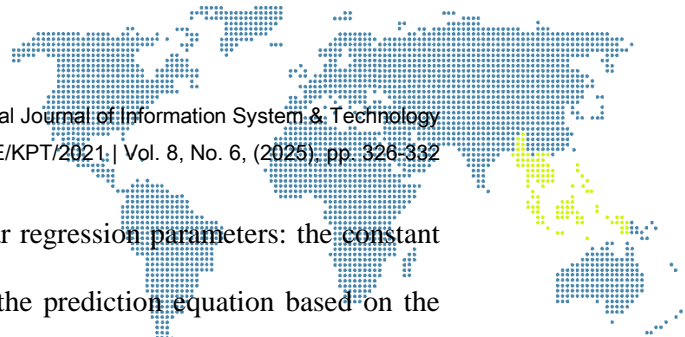 al Journal of Information System & Technology
E/KPT/2021 | Vol. 8, No. 6, (2025), pp. 326-332
r regression parameters: the constant
the prediction equation based on the